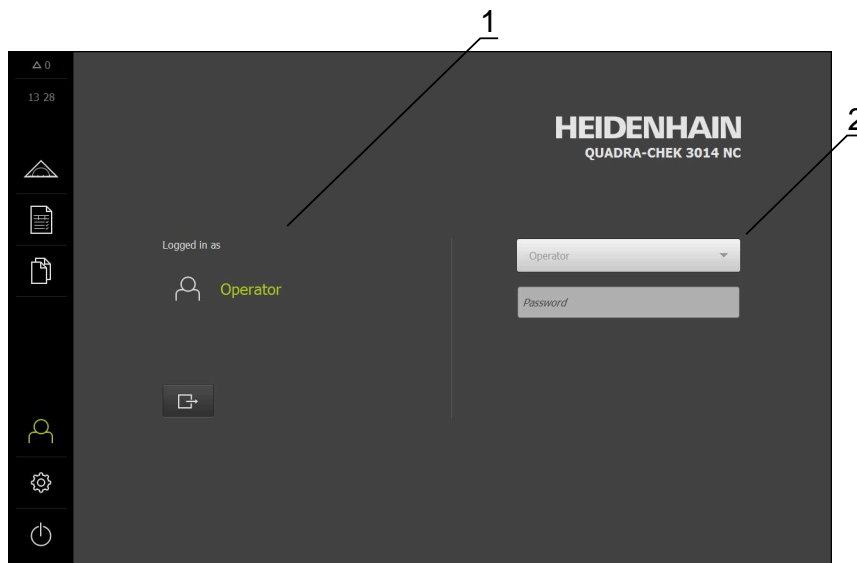 1
△ 0
13 28
HEIDENHAIN
QUADRA-CHEK 3014 NC
2
Logged in as
Operator
Operator
Password